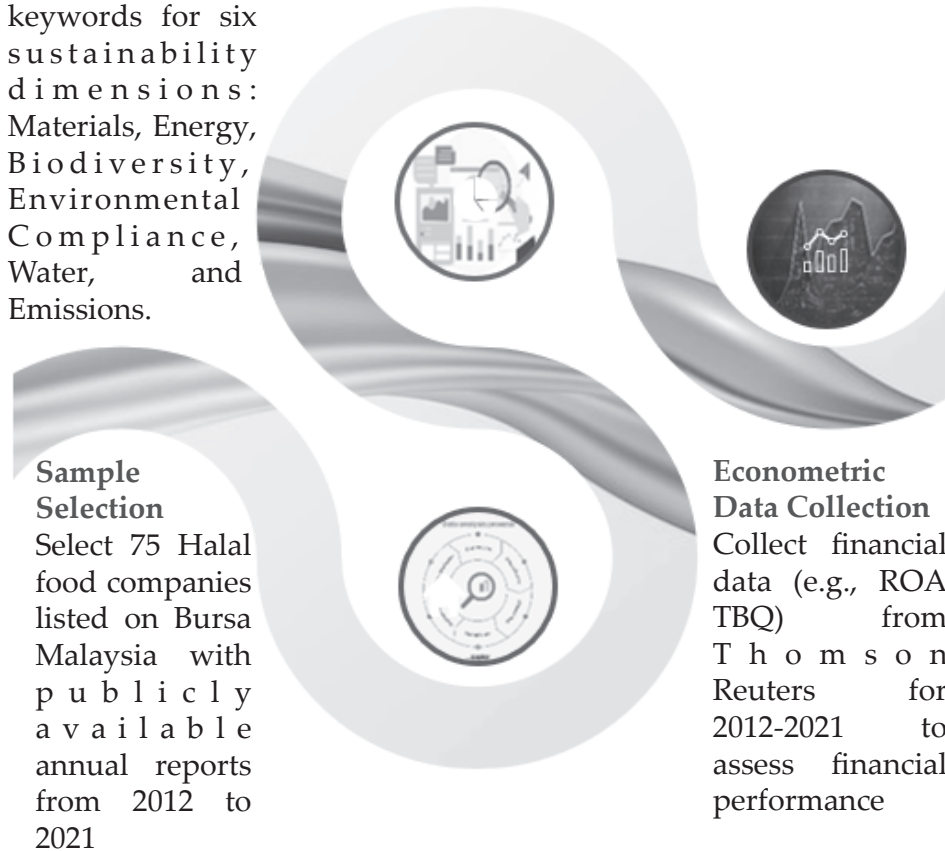 keywords for six
sustainability
dimensions:
Materials, Energy,
Biodiversity,
Environmental
Compliance,
Water, and
Emissions.
Sample
Selection
Select 75 Halal
food companies
listed on Bursa
Malaysia with
publicly
available
annual reports
from 2012 to
2021
Econometric
Data Collection
Collect financial
data (e.g., ROA
TBQ) from
Thomson
Reuters for
2012-2021 to
assess financial
performance